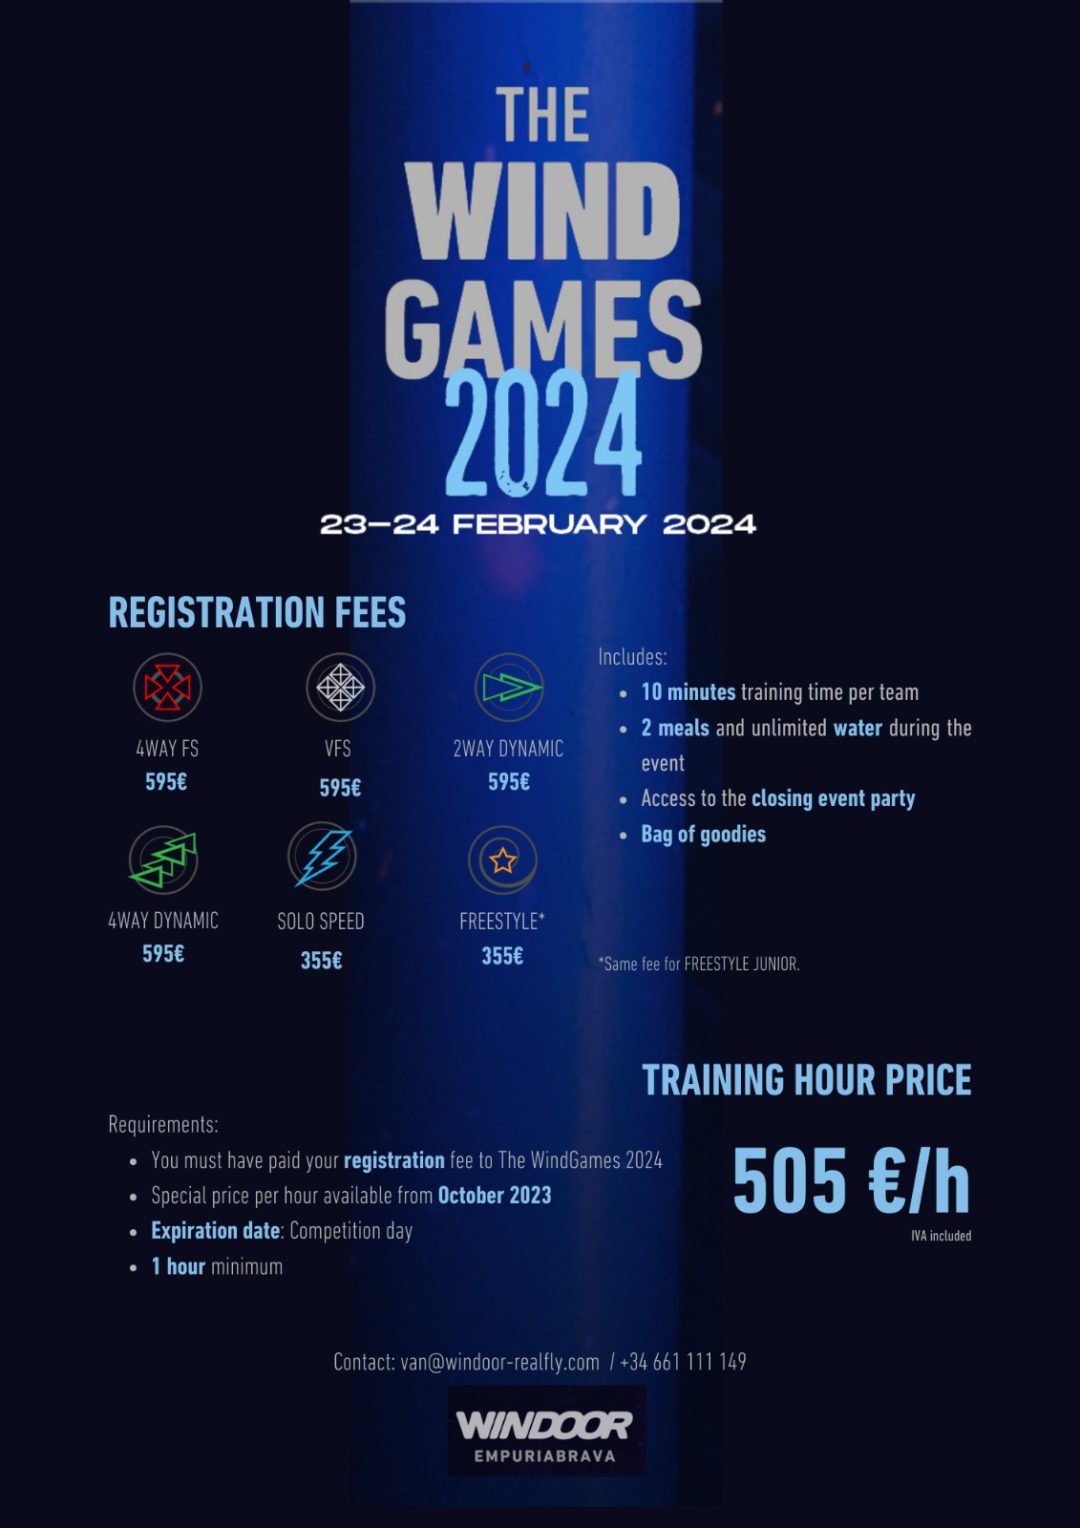 THE
WIND
GAMES
2024
23-24 FEBRUARY 2024
REGISTRATION FEES
4WAY FS
595€
VFS
595€
2WAY DYNAMIC
595€
4WAY DYNAMIC
595€
SOLO SPEED
355€
FREESTYLE*
355€
Includes:
• 10 minutes training time per team
• 2 meals and unlimited water during the
event
• Access to the closing event party
• Bag of goodies
*Same fee for FREESTYLE JUNIOR.
TRAINING HOUR PRICE
505 €/h
IVA included
Requirements:
• You must have paid your registration fee to The WindGames 2024
• Special price per hour available from October 2023
• Expiration date: Competition day
• 1 hour minimum
Contact: van@windoor-realfly.com / +34 661 111 149
WINDOOR
EMPURIABRAVA